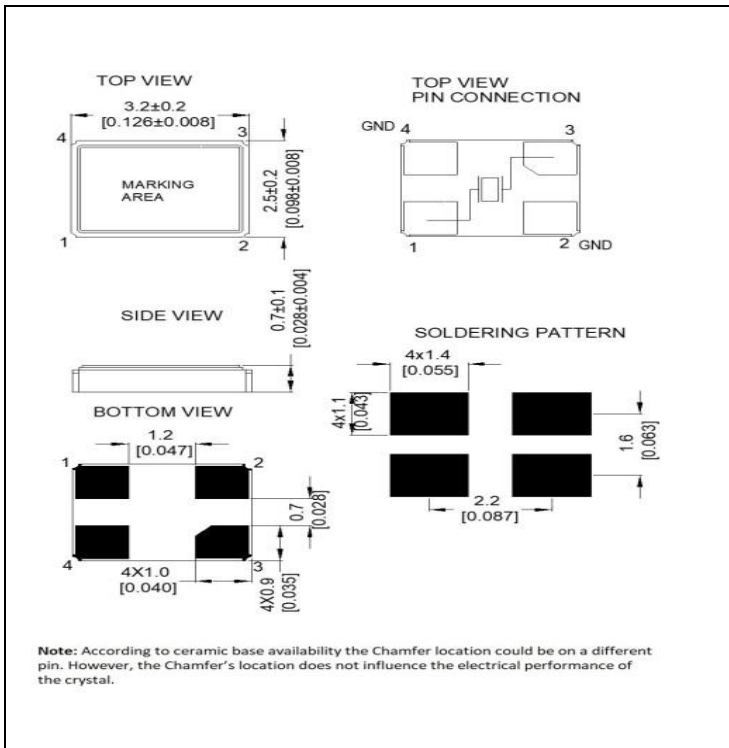 TOP VIEW
3.2±0.2
[0.126±0.008]
4
3
MARKING
AREA
2.5±0.2
[0.098±0.008]
1
2
TOP VIEW
PIN CONNECTION
GND 4
3
1
2 GND
SIDE VIEW
0.7±0.1
[0.028±0.004]
BOTTOM VIEW
1.2
[0.047]
1
2
0.7
[0.028]
4
3
4X1.0
[0.040]
4X0.9
[0.035]
SOLDERING PATTERN
4x1.4
[0.055]
4x1.1
[0.043]
1.6
[0.063]
2.2
[0.087]
Note: According to ceramic base availability the Chamfer location could be on a different
pin. However, the Chamfer's location does not influence the electrical performance of
the crystal.